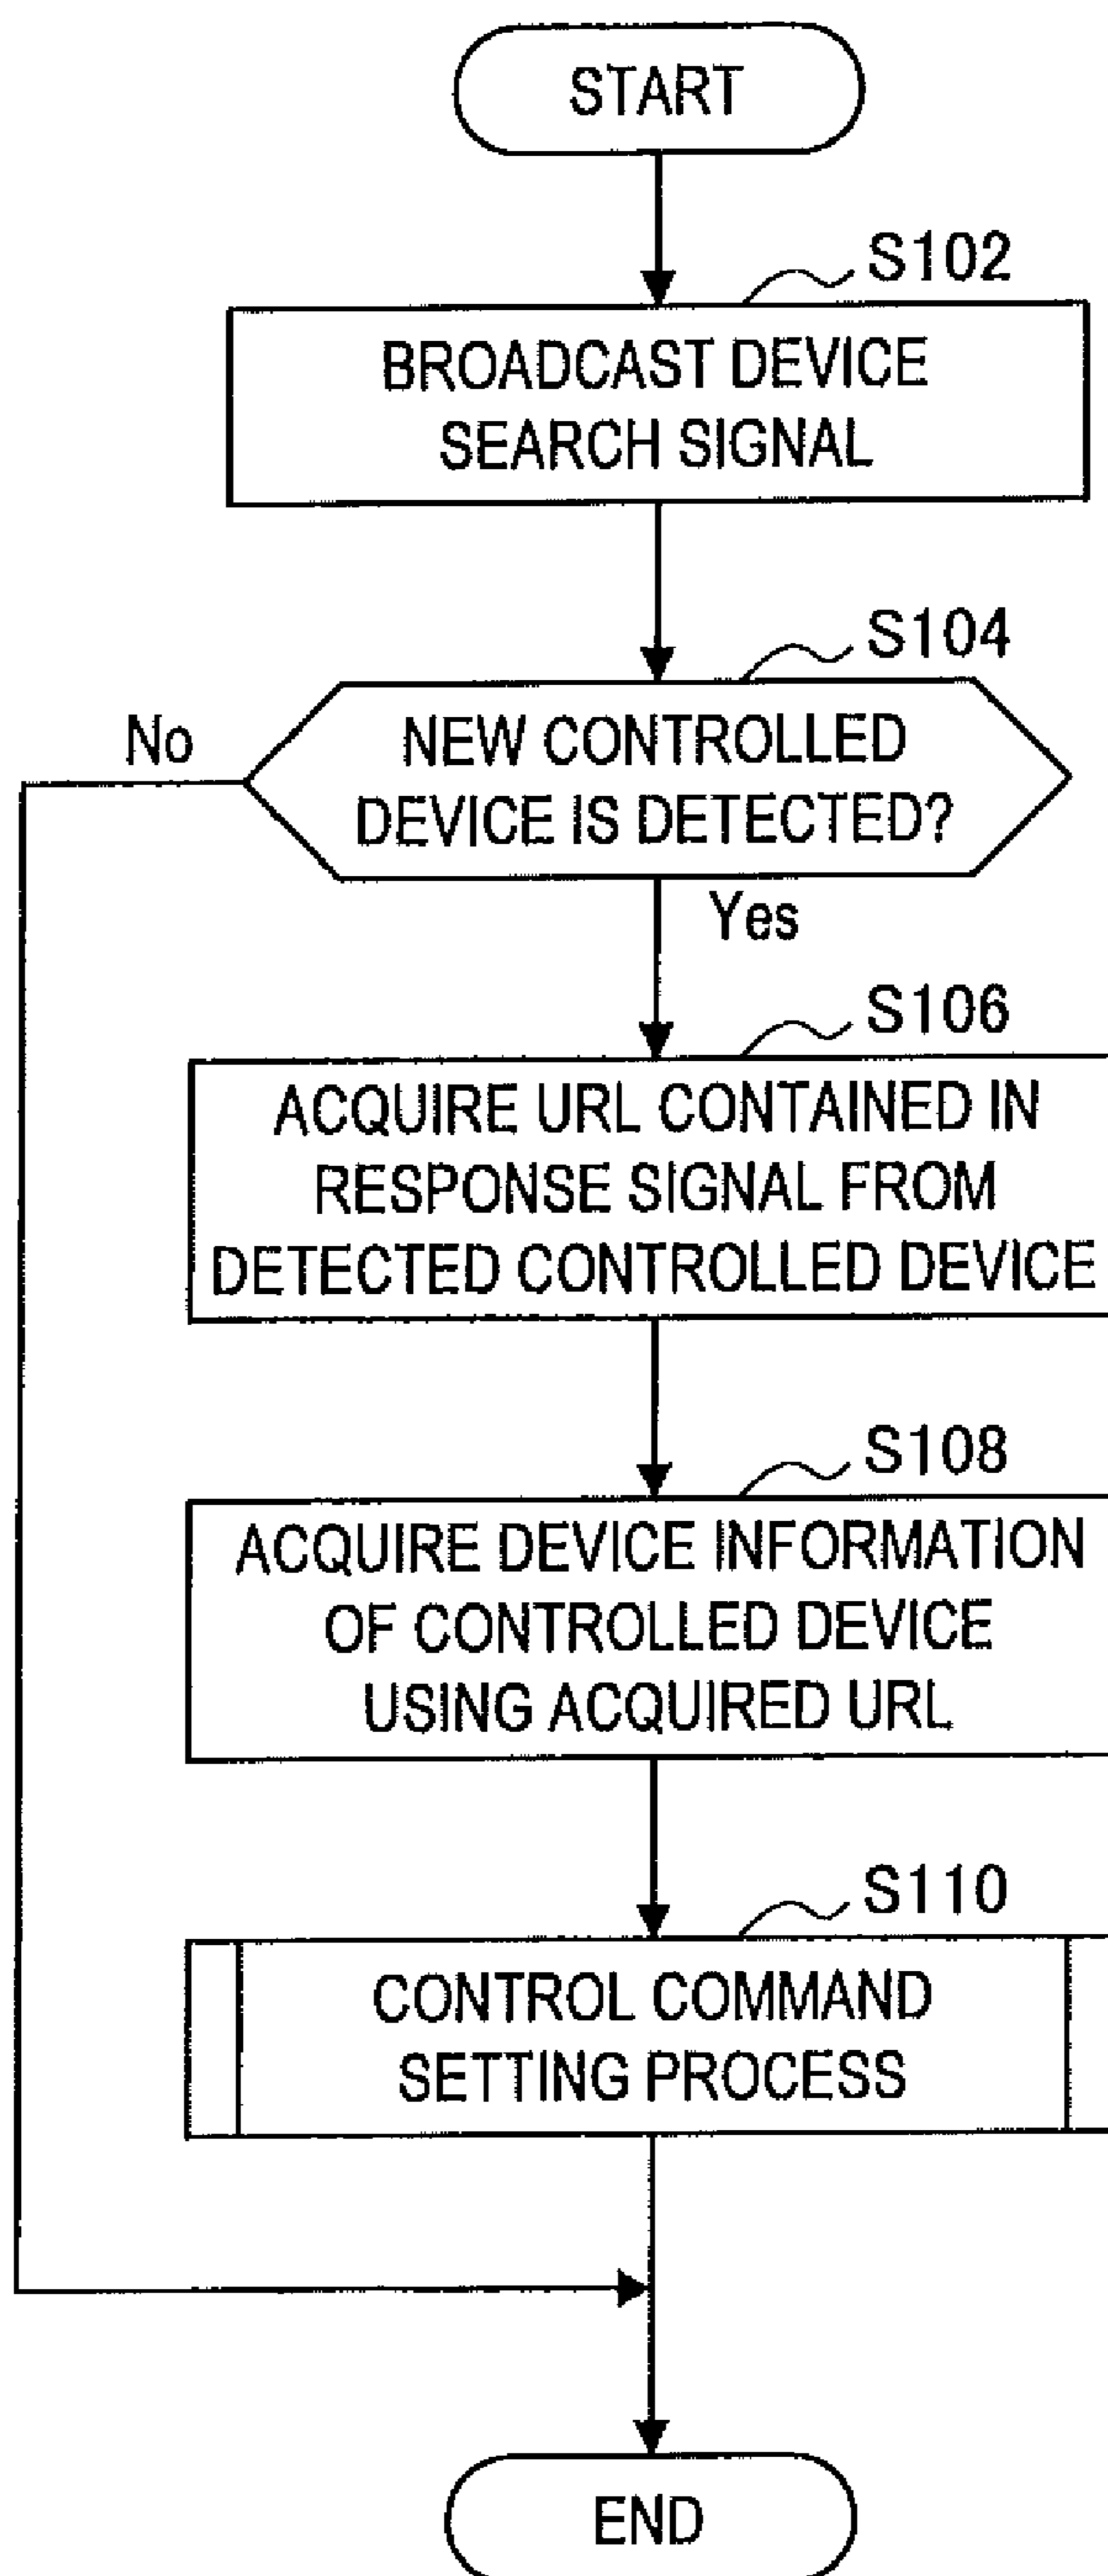 START
S102
BROADCAST DEVICE
SEARCH SIGNAL
S104
No
NEW CONTROLLED
DEVICE IS DETECTED?
Yes
S106
ACQUIRE URL CONTAINED IN
RESPONSE SIGNAL FROM
DETECTED CONTROLLED DEVICE
S108
ACQUIRE DEVICE INFORMATION
OF CONTROLLED DEVICE
USING ACQUIRED URL
S110
CONTROL COMMAND
SETTING PROCESS
END